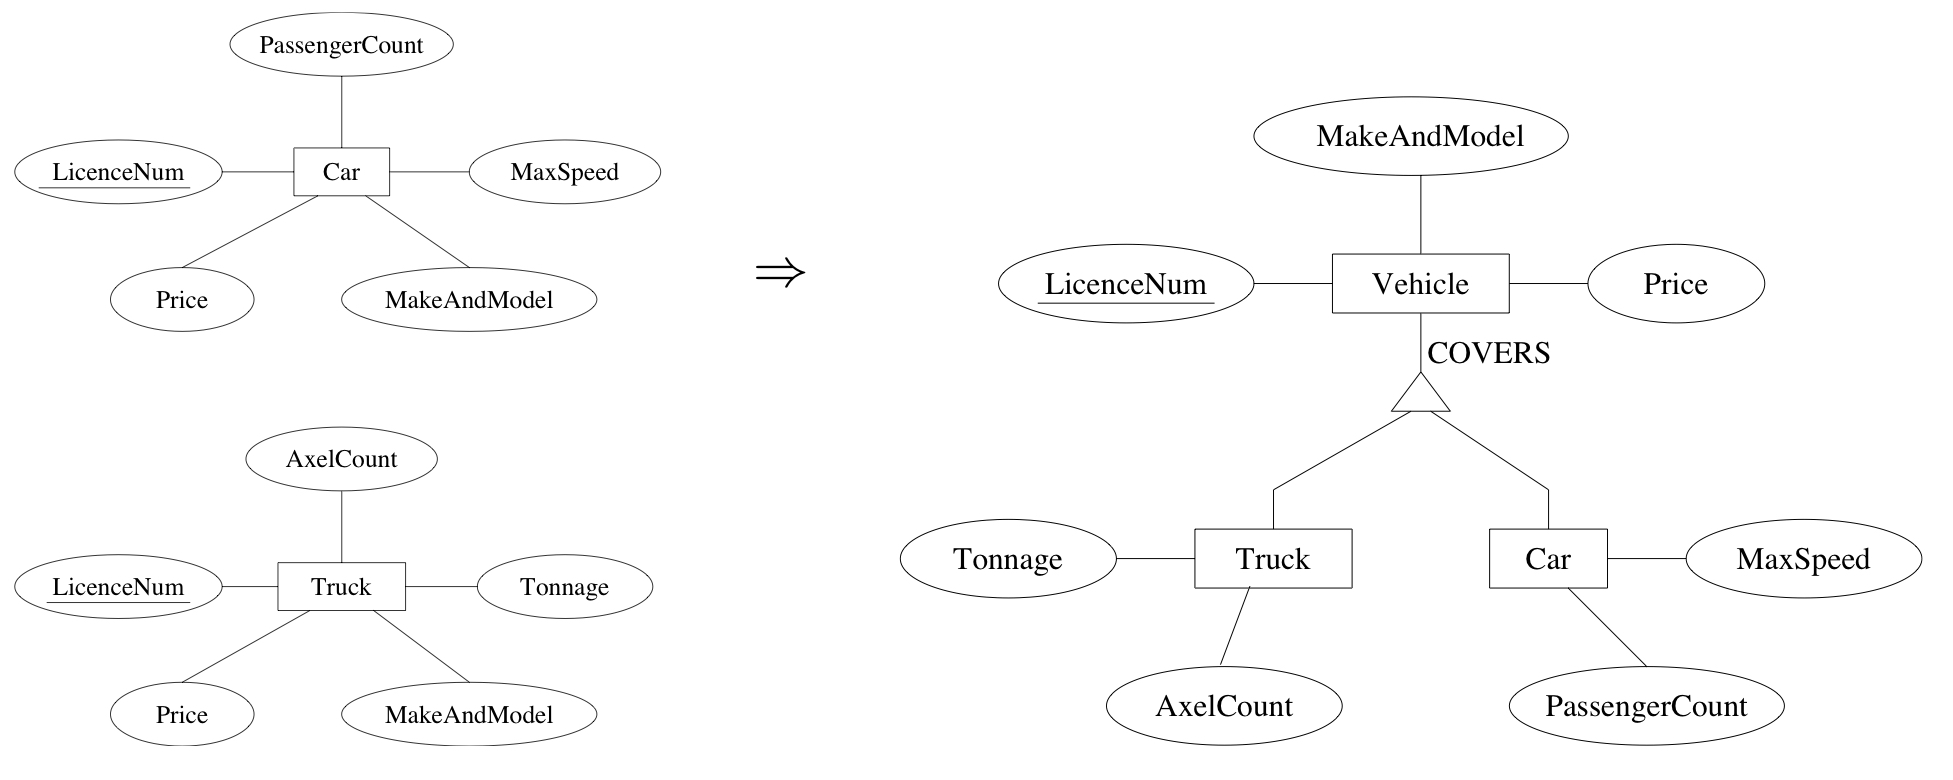 PassengerCount
LicenceNum
Car
MaxSpeed
Price
MakeAndModel
AxelCount
LicenceNum
Truck
Tonnage
Price
MakeAndModel
⇒
MakeAndModel
LicenceNum
Vehicle
Price
COVERS
Tonnage
Truck
Car
MaxSpeed
AxelCount
PassengerCount